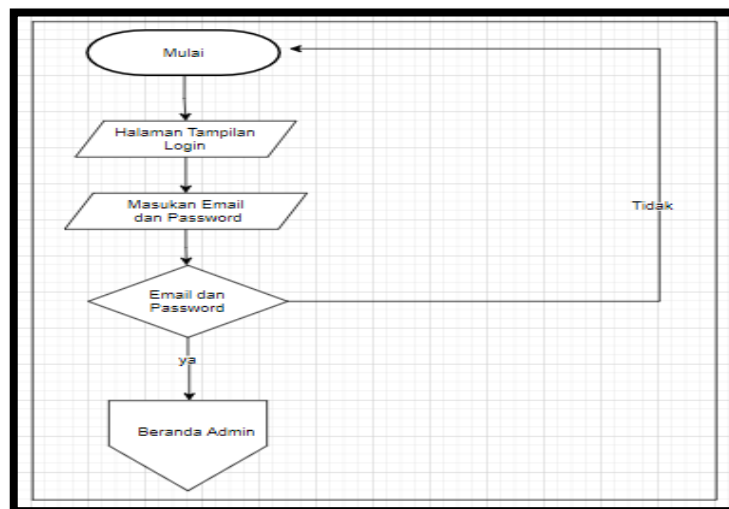 Mulai
Halaman Tampilan
Login
Masukan Email
dan Password
Tidak
Email dan
Password
ya
Beranda Admin